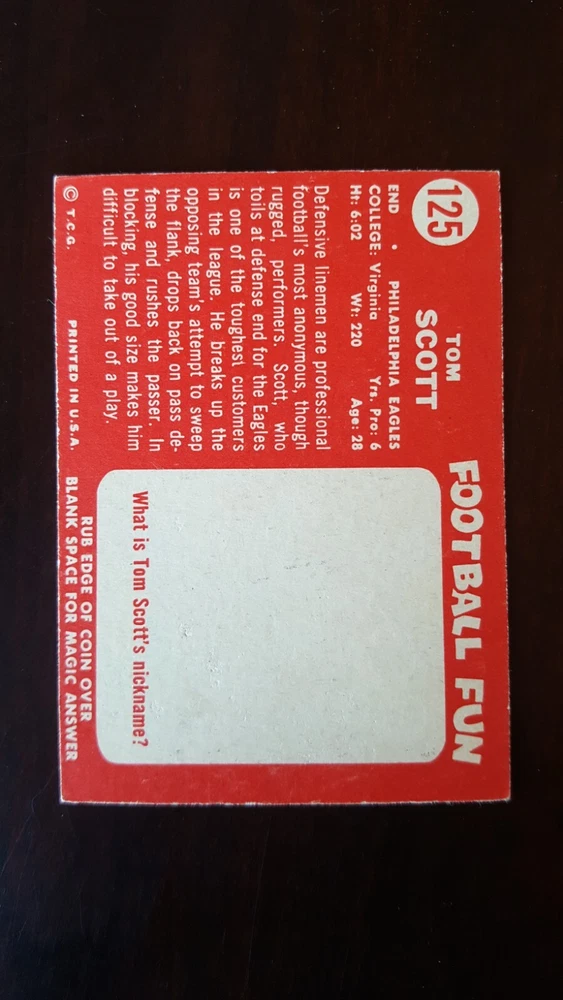 125
TOM
SCOTT
END • PHILADELPHIA EAGLES
COLLEGE: Virginia Yrs. Pro: 6
Ht: 6:02 Wt: 220 Age: 28
Defensive linemen are professional
football's most anonymous, though
rugged, performers. Scott, who
toils at defense end for the Eagles
is one of the toughest customers
in the league. He breaks up the
opposing team's attempt to sweep
the flank, drops back on pass de-
fense and rushes the passer. In
blocking, his good size makes him
difficult to take out of a play.
© T.C.G. PRINTED IN U.S.A.
FOOTBALL FUN
What is Tom Scott's nickname?
RUB EDGE OF COIN OVER
BLANK SPACE FOR MAGIC ANSWER